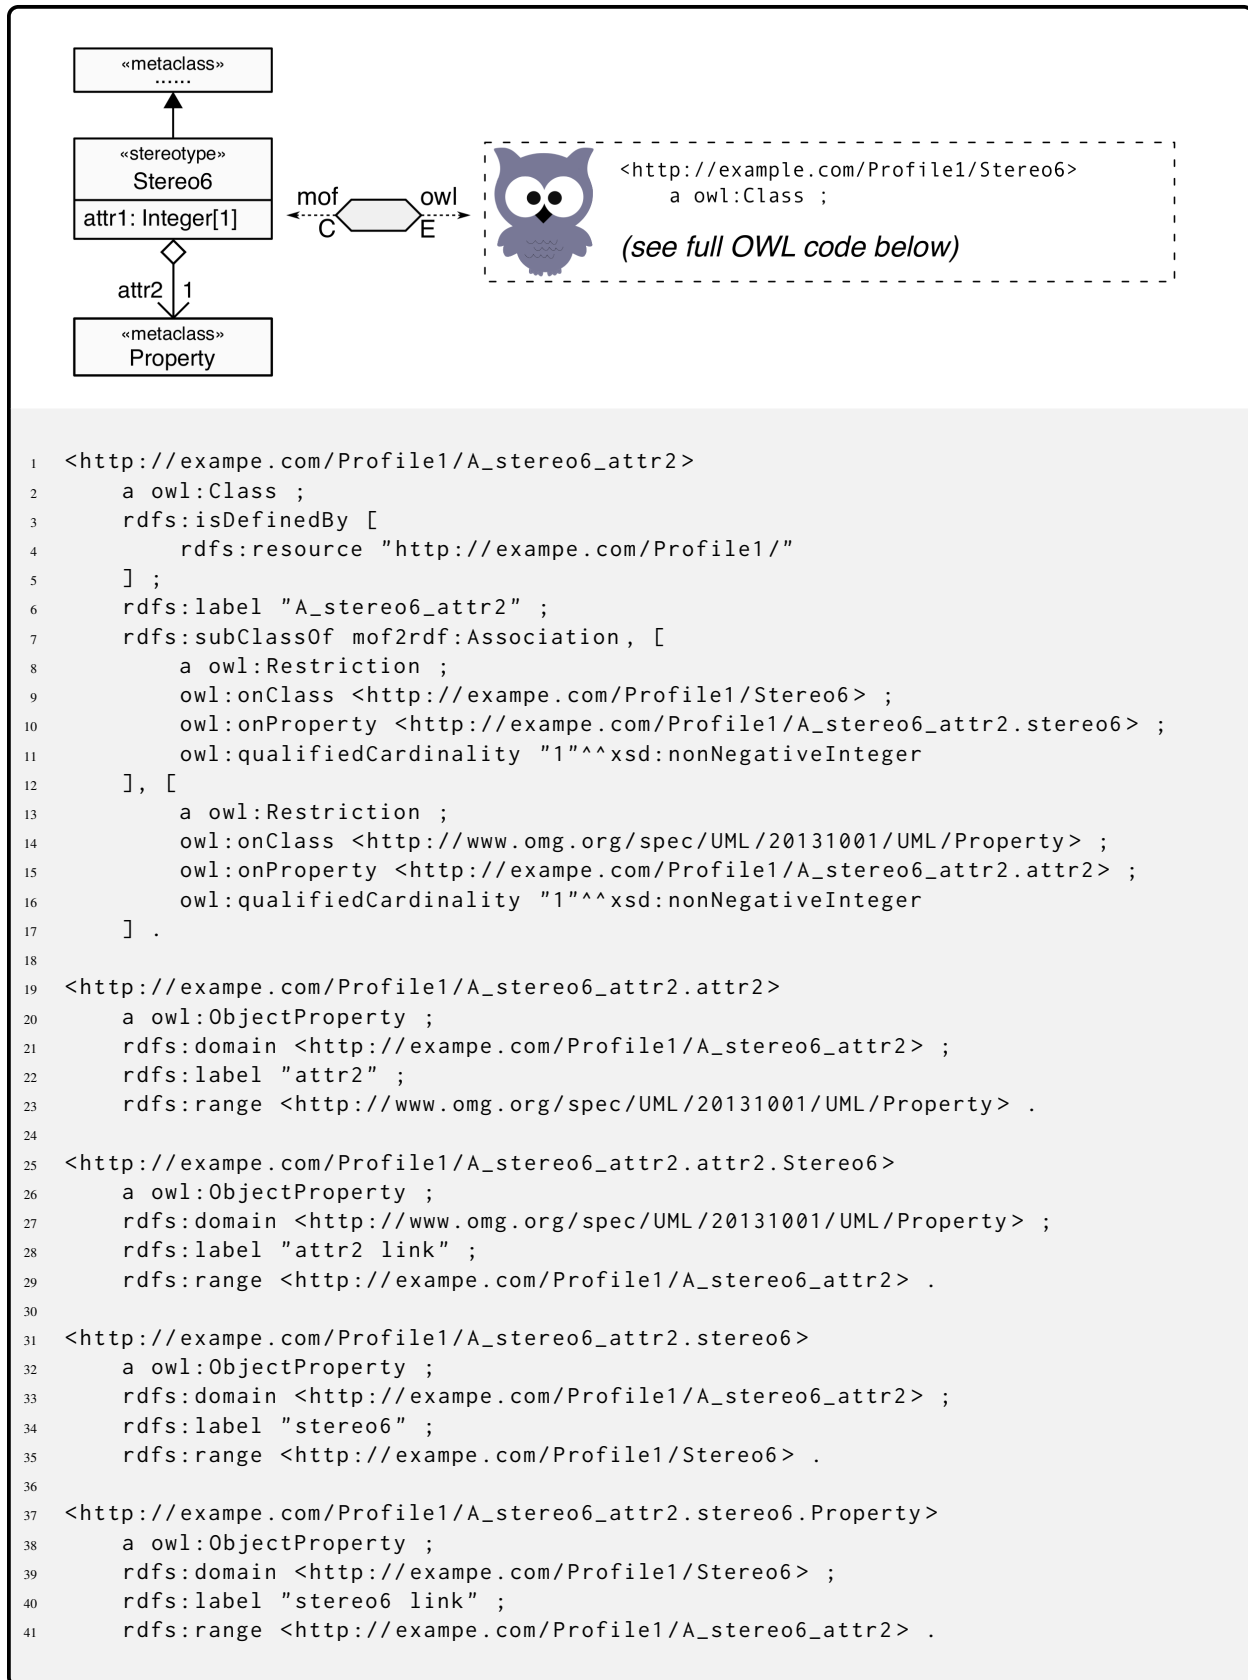 «metaclass»
......
«stereotype»
Stereo6
attr1: Integer[1]
attr2 1
«metaclass»
Property
mof owl
C E
<http://example.com/Profile1/Stereo6>
a owl:Class ;
(see full OWL code below)
1 <http://exampe.com/Profile1/A_stereo6_attr2>
2 a owl:Class ;
3 rdfs:isDefinedBy [
4 rdfs:resource "http://exampe.com/Profile1/"
5 ] ;
6 rdfs:label "A_stereo6_attr2" ;
7 rdfs:subClassOf mof2rdf:Association, [
8 a owl:Restriction ;
9 owl:onClass <http://exampe.com/Profile1/Stereo6> ;
10 owl:onProperty <http://exampe.com/Profile1/A_stereo6_attr2.stereo6> ;
11 owl:qualifiedCardinality "1"^^xsd:nonNegativeInteger
12 ], [
13 a owl:Restriction ;
14 owl:onClass <http://www.omg.org/spec/UML/20131001/UML/Property> ;
15 owl:onProperty <http://exampe.com/Profile1/A_stereo6_attr2.attr2> ;
16 owl:qualifiedCardinality "1"^^xsd:nonNegativeInteger
17 ] .
18
19 <http://exampe.com/Profile1/A_stereo6_attr2.attr2>
20 a owl:ObjectProperty ;
21 rdfs:domain <http://exampe.com/Profile1/A_stereo6_attr2> ;
22 rdfs:label "attr2" ;
23 rdfs:range <http://www.omg.org/spec/UML/20131001/UML/Property> .
24
25 <http://exampe.com/Profile1/A_stereo6_attr2.attr2.Stereo6>
26 a owl:ObjectProperty ;
27 rdfs:domain <http://www.omg.org/spec/UML/20131001/UML/Property> ;
28 rdfs:label "attr2 link" ;
29 rdfs:range <http://exampe.com/Profile1/A_stereo6_attr2> .
30
31 <http://exampe.com/Profile1/A_stereo6_attr2.stereo6>
32 a owl:ObjectProperty ;
33 rdfs:domain <http://exampe.com/Profile1/A_stereo6_attr2> ;
34 rdfs:label "stereo6" ;
35 rdfs:range <http://exampe.com/Profile1/Stereo6> .
36
37 <http://exampe.com/Profile1/A_stereo6_attr2.stereo6.Property>
38 a owl:ObjectProperty ;
39 rdfs:domain <http://exampe.com/Profile1/Stereo6> ;
40 rdfs:label "stereo6 link" ;
41 rdfs:range <http://exampe.com/Profile1/A_stereo6_attr2> .